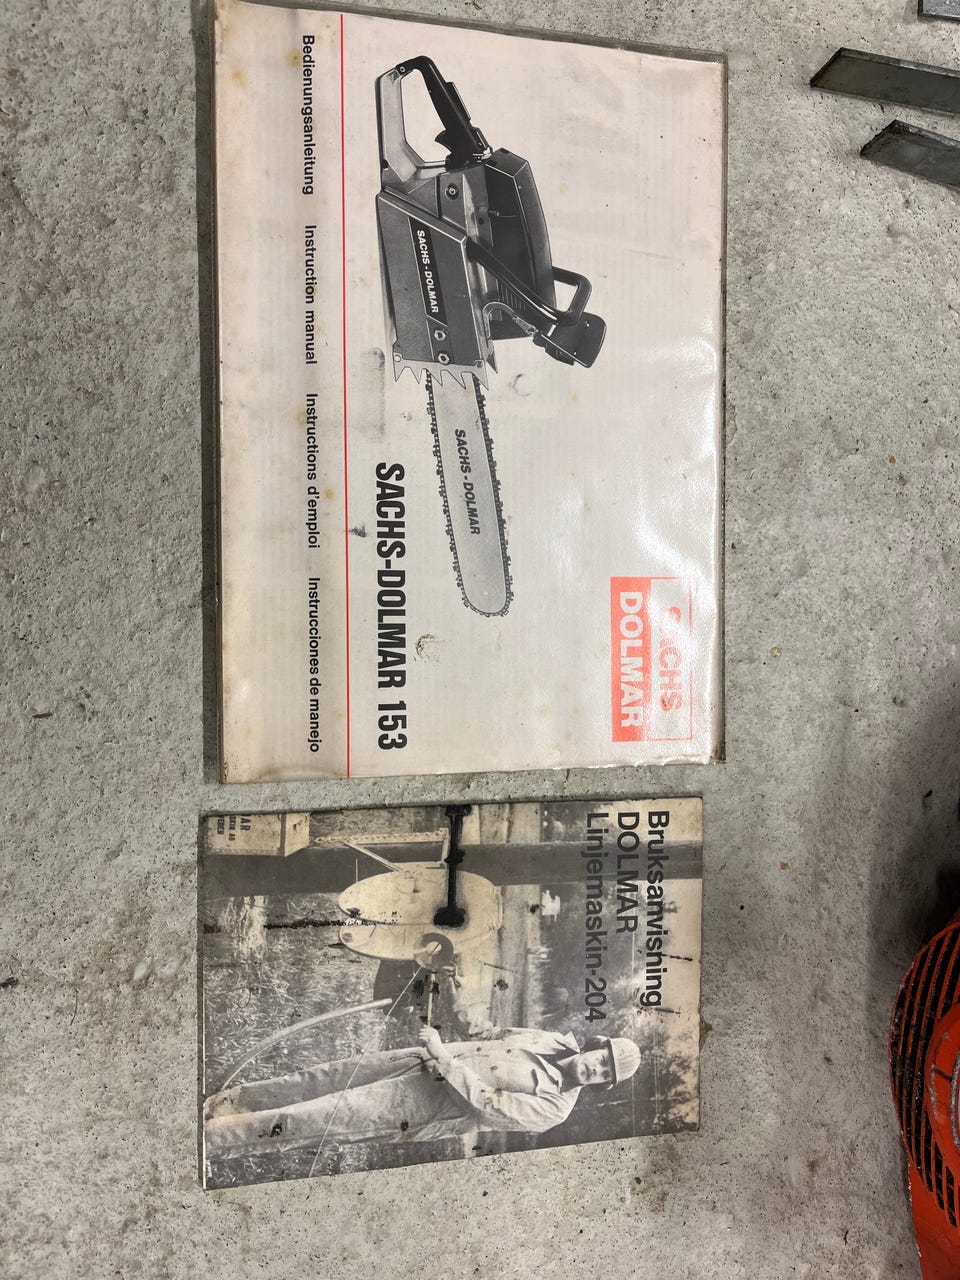 SACHS
DOLMAR
SACHS-DOLMAR
SACHS-DOLMAR
SACHS-DOLMAR 153
Bedienungsanleitung Instruction manual Instructions d'emploi Instrucciones de manejo
Bruksanvisning
DOLMAR
Linjemaskin-204
AR